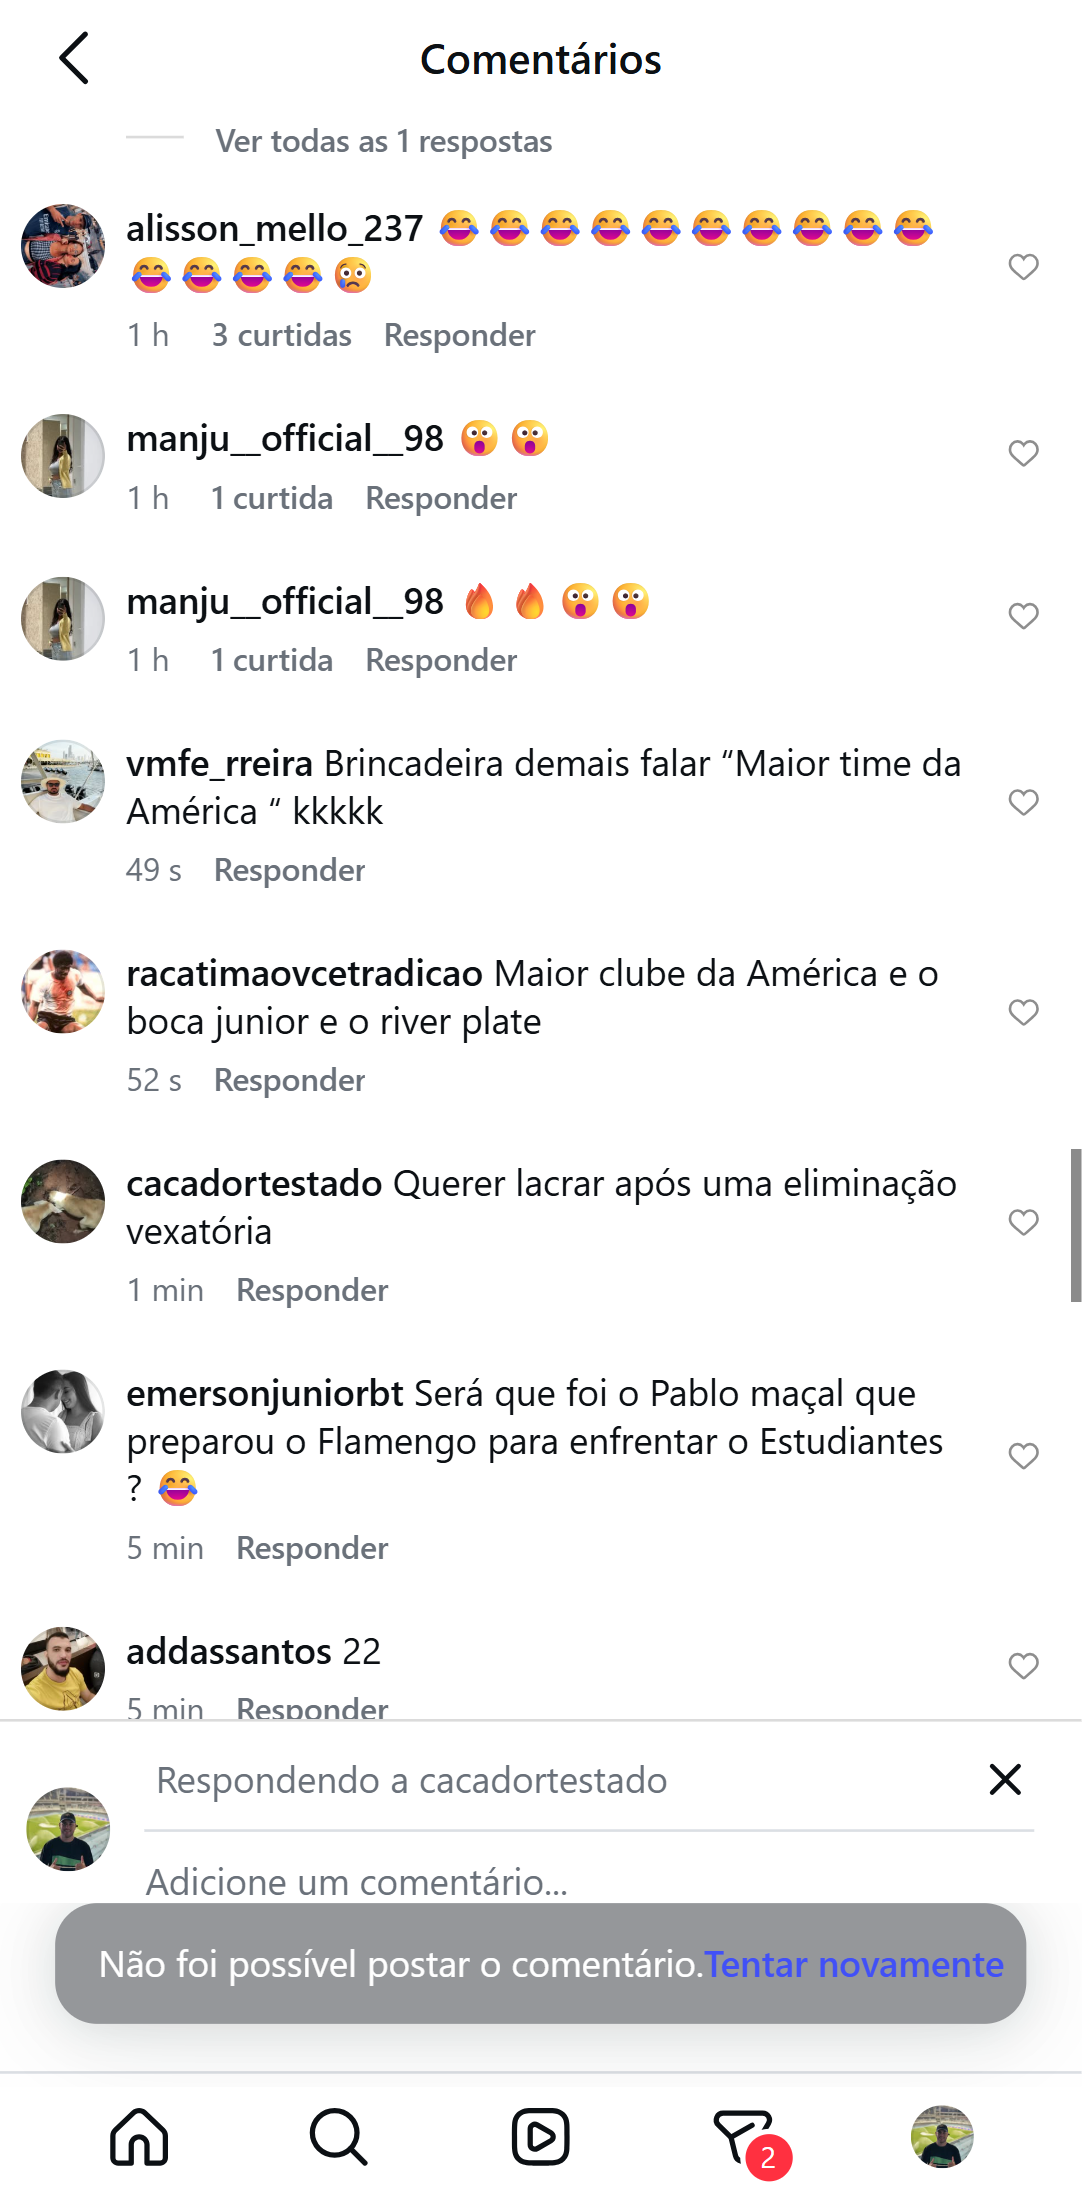 Comentários
Ver todas as 1 respostas
alisson_mello_237 😂😂😂😂😂😂😂😂😂😂
😂😂😂😂😢
1 h 3 curtidas Responder
manju__official__98 😲😲
1 h 1 curtida Responder
manju__official__98 🔥🔥😲😲
1 h 1 curtida Responder
vmfe_rreira Brincadeira demais falar “Maior time da
América “ kkkkk
49 s Responder
racatimaovcetradicao Maior clube da América e o
boca junior e o river plate
52 s Responder
cacadortestado Querer lacrar após uma eliminação
vexatória
1 min Responder
emersonjuniorbt Será que foi o Pablo maçal que
preparou o Flamengo para enfrentar o Estudiantes
? 😂
5 min Responder
addassantos 22
5 min Responder
Respondendo a cacadortestado
Adicione um comentário...
Não foi possível postar o comentário.Tentar novamente
2